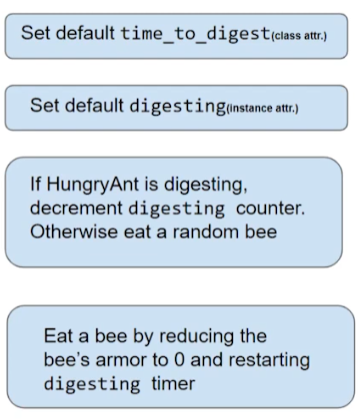 Set default time_to_digest(class attr.)
Set default digesting(instance attr.)
If HungryAnt is digesting,
decrement digesting counter.
Otherwise eat a random bee
Eat a bee by reducing the
bee's armor to 0 and restarting
digesting timer